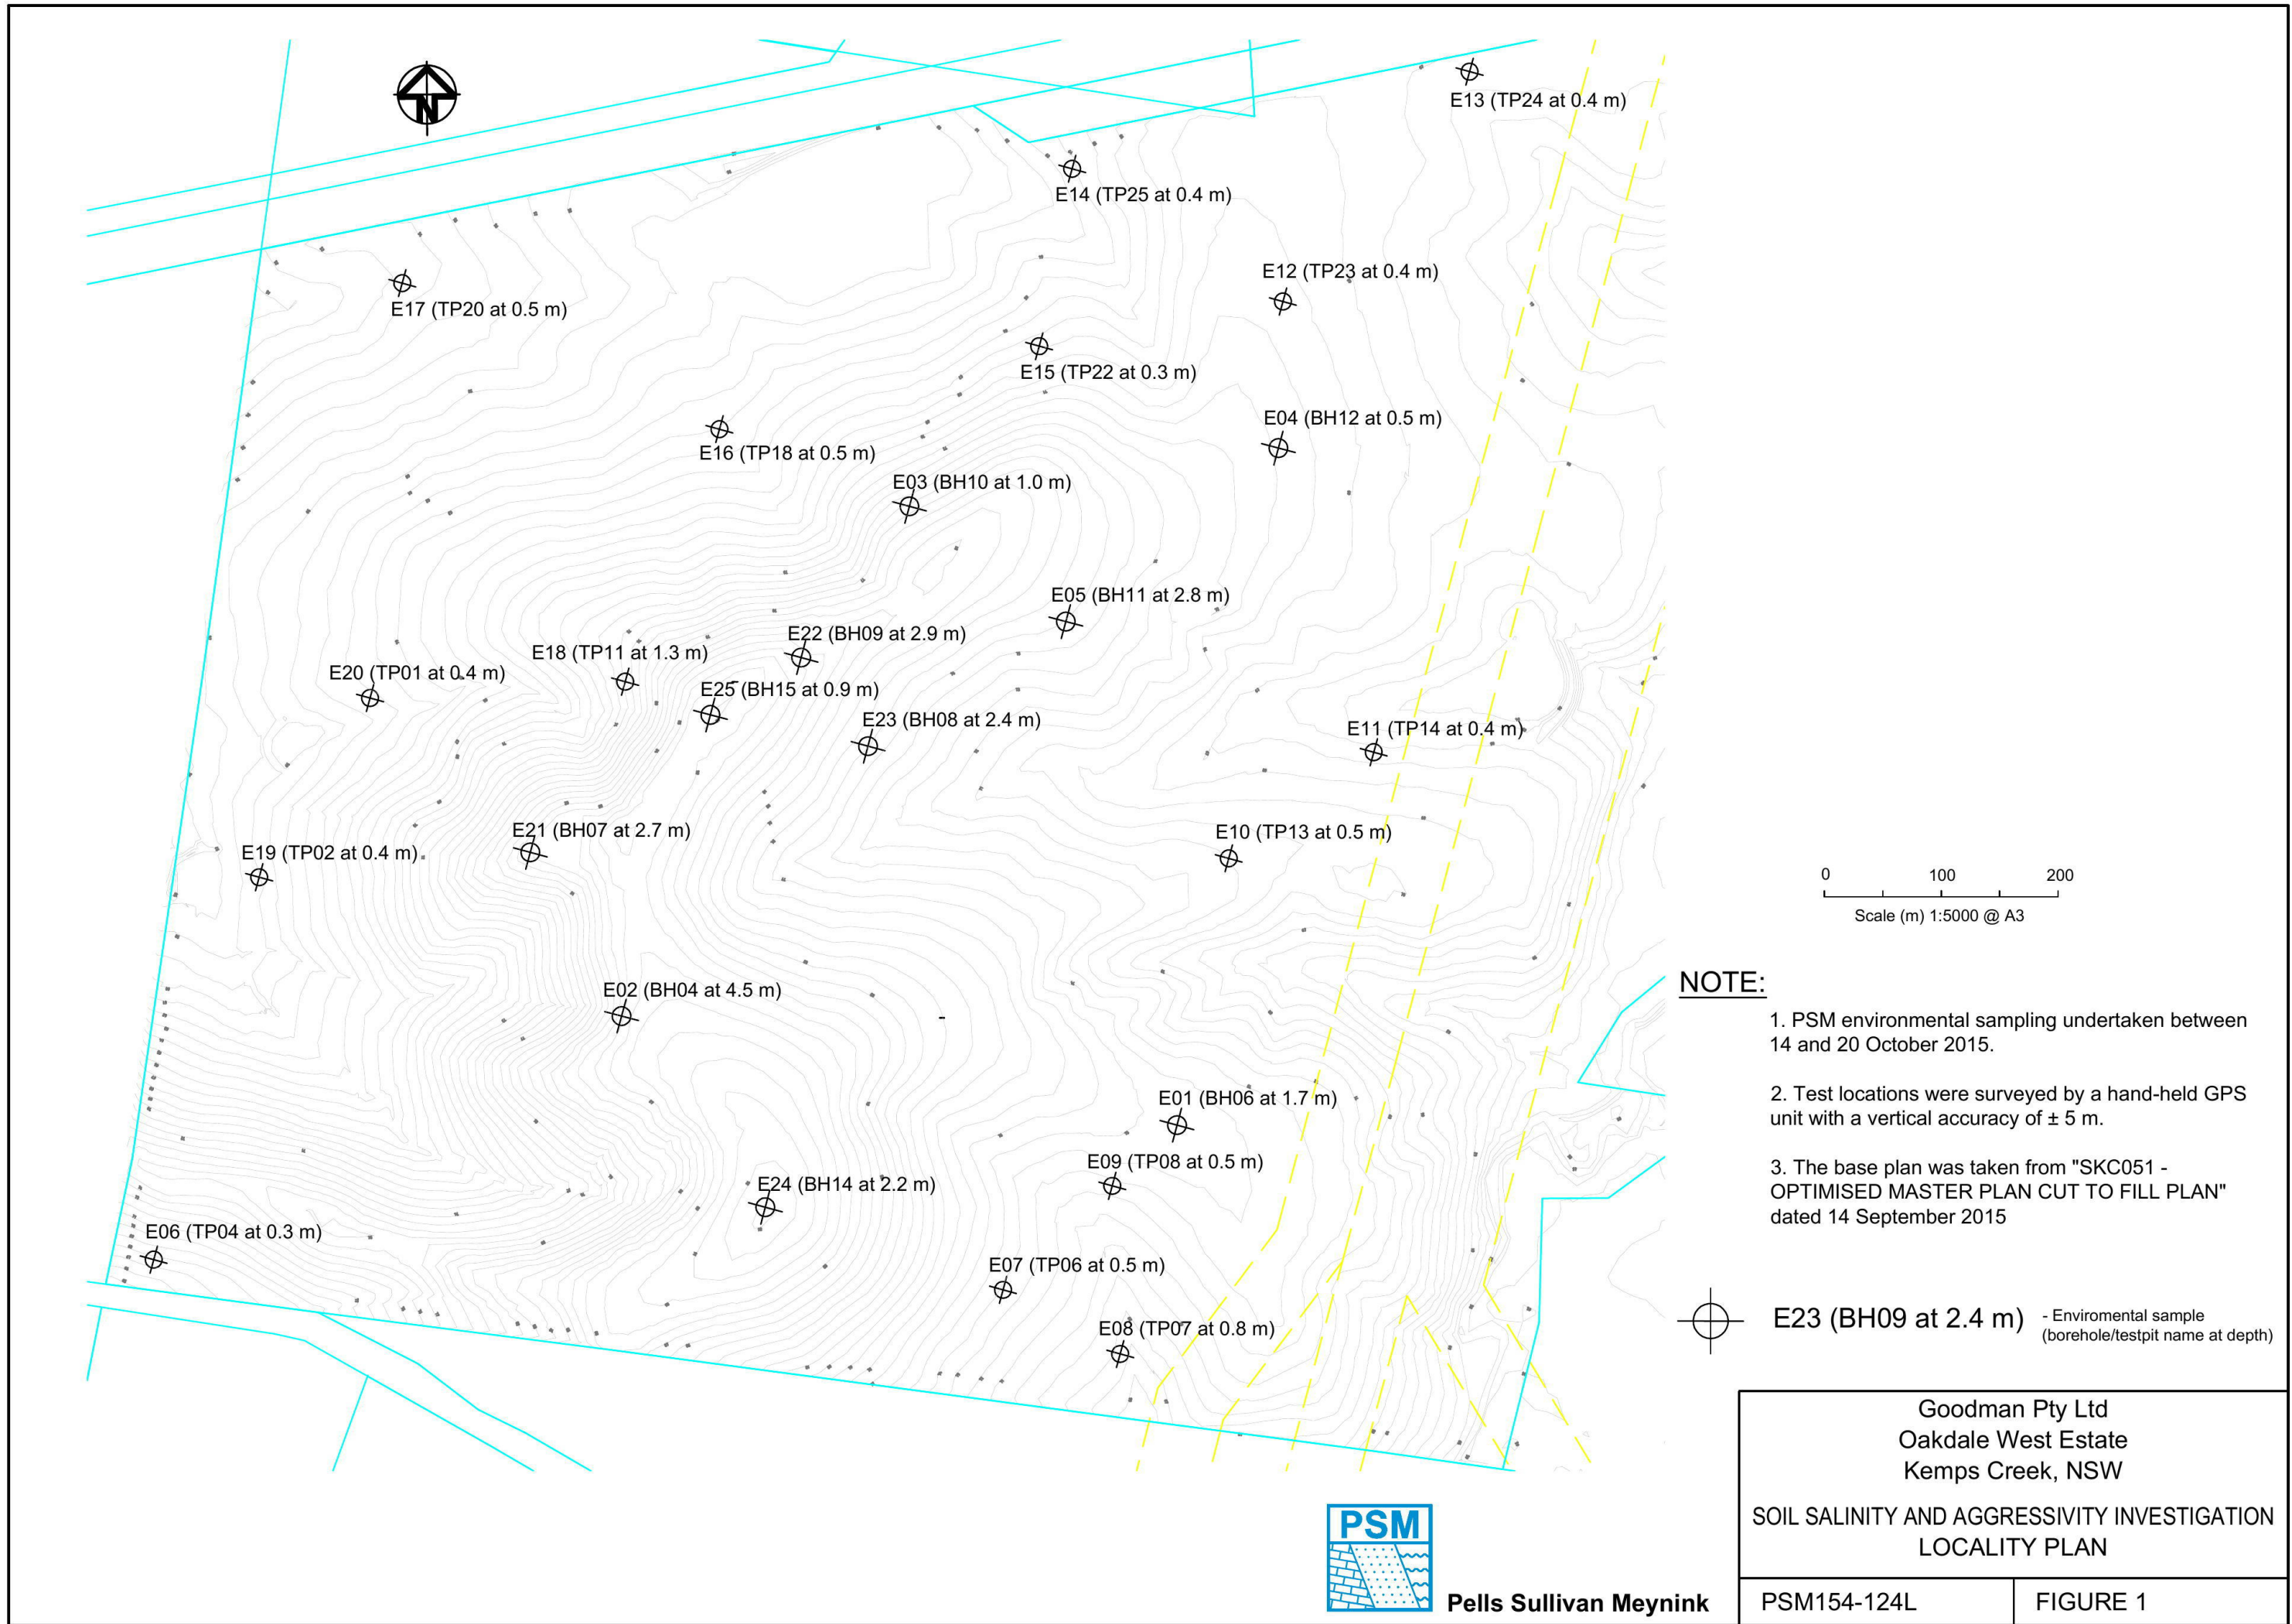 N
E13 (TP24 at 0.4 m)
E14 (TP25 at 0.4 m)
E12 (TP23 at 0.4 m)
E17 (TP20 at 0.5 m)
E15 (TP22 at 0.3 m)
E04 (BH12 at 0.5 m)
E16 (TP18 at 0.5 m)
E03 (BH10 at 1.0 m)
E05 (BH11 at 2.8 m)
E22 (BH09 at 2.9 m)
E18 (TP11 at 1.3 m)
E20 (TP01 at 0.4 m)
E25 (BH15 at 0.9 m)
E23 (BH08 at 2.4 m)
E11 (TP14 at 0.4 m)
E21 (BH07 at 2.7 m)
E10 (TP13 at 0.5 m)
E19 (TP02 at 0.4 m)
E02 (BH04 at 4.5 m)
E01 (BH06 at 1.7 m)
E09 (TP08 at 0.5 m)
E24 (BH14 at 2.2 m)
E06 (TP04 at 0.3 m)
E07 (TP06 at 0.5 m)
E08 (TP07 at 0.8 m)
0 100 200
Scale (m) 1:5000 @ A3
NOTE:
1. PSM environmental sampling undertaken between
14 and 20 October 2015.
2. Test locations were surveyed by a hand-held GPS
unit with a vertical accuracy of ± 5 m.
3. The base plan was taken from "SKC051 -
OPTIMISED MASTER PLAN CUT TO FILL PLAN"
dated 14 September 2015
E23 (BH09 at 2.4 m)
- Enviromental sample
(borehole/testpit name at depth)
Goodman Pty Ltd
Oakdale West Estate
Kemps Creek, NSW
SOIL SALINITY AND AGGRESSIVITY INVESTIGATION
LOCALITY PLAN
PSM154-124L
FIGURE 1
PSM
Pells Sullivan Meynink